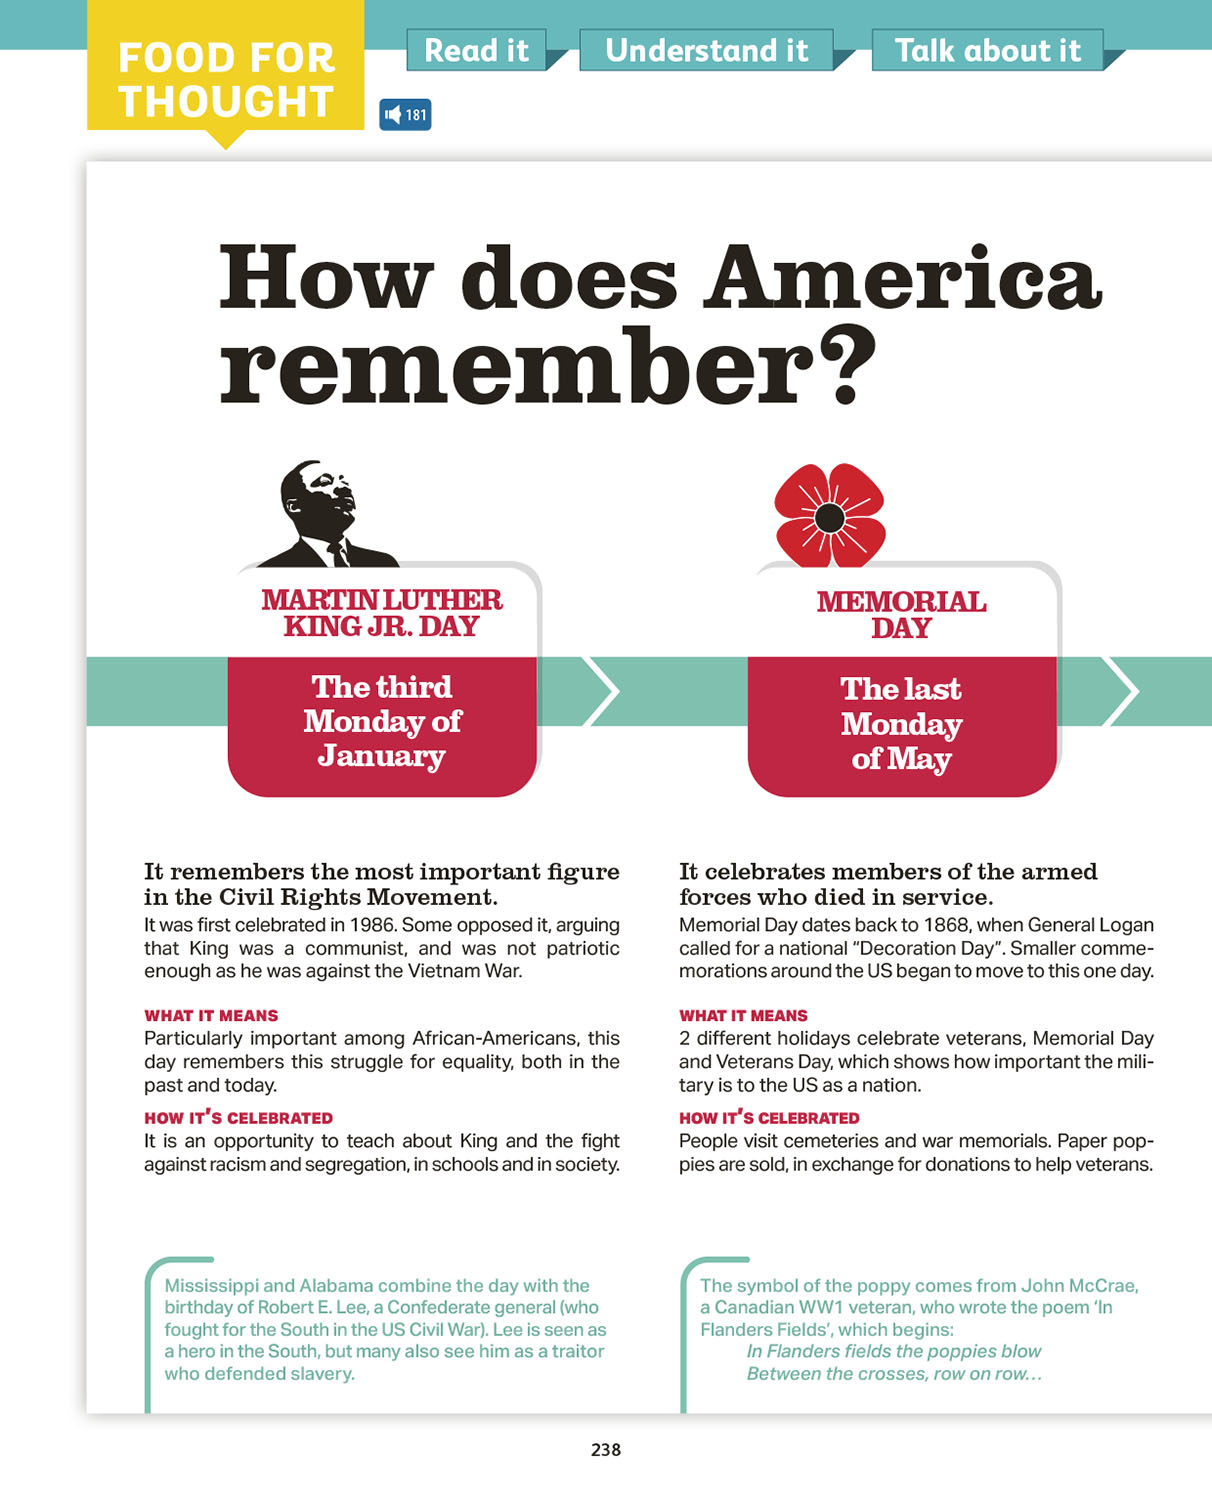 FOOD FOR
THOUGHT
Read it
Understand it
Talk about it
181
How does America
remember?
MARTIN LUTHER
KING JR. DAY
The third
Monday of
January
It remembers the most important figure
in the Civil Rights Movement.
It was first celebrated in 1986. Some opposed it, arguing
that King was a communist, and was not patriotic
enough as he was against the Vietnam War.
WHAT IT MEANS
Particularly important among African-Americans, this
day remembers this struggle for equality, both in the
past and today.
HOW IT'S CELEBRATED
It is an opportunity to teach about King and the fight
against racism and segregation, in schools and in society.
Mississippi and Alabama combine the day with the
birthday of Robert E. Lee, a Confederate general (who
fought for the South in the US Civil War). Lee is seen as
a hero in the South, but many also see him as a traitor
who defended slavery.
MEMORIAL
DAY
The last
Monday
of May
It celebrates members of the armed
forces who died in service.
Memorial Day dates back to 1868, when General Logan
called for a national “Decoration Day”. Smaller comme-
morations around the US began to move to this one day.
WHAT IT MEANS
2 different holidays celebrate veterans, Memorial Day
and Veterans Day, which shows how important the mili-
tary is to the US as a nation.
HOW IT'S CELEBRATED
People visit cemeteries and war memorials. Paper pop-
pies are sold, in exchange for donations to help veterans.
The symbol of the poppy comes from John McCrae,
a Canadian WW1 veteran, who wrote the poem ‘In
Flanders Fields’, which begins:
In Flanders fields the poppies blow
Between the crosses, row on row…
238